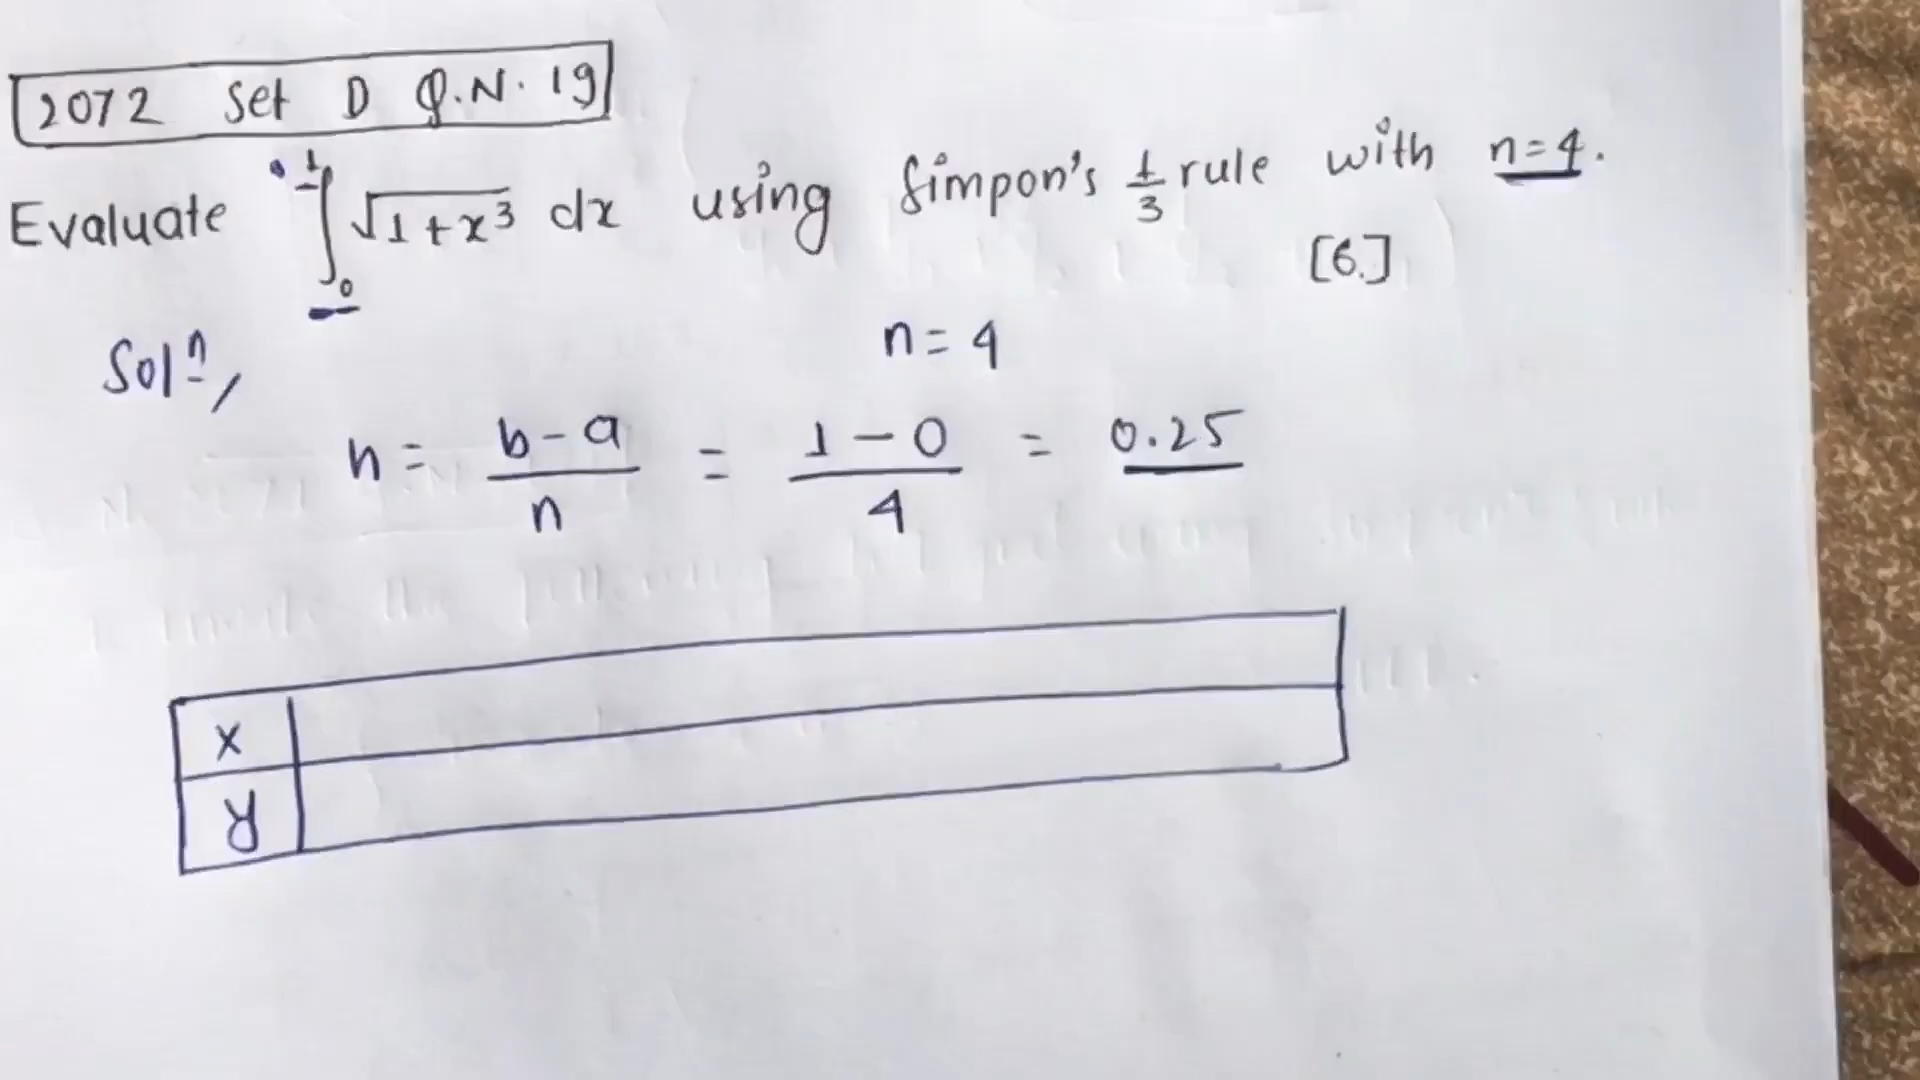 2072 Set D Q.N. 19
Evaluate ∫₀¹ √1+x³ dx using Simpon's 1/3 rule with n=4.
[6.]
Solⁿ,
n= 4
h= b-a/n = 1-0/4 = 0.25
x
y